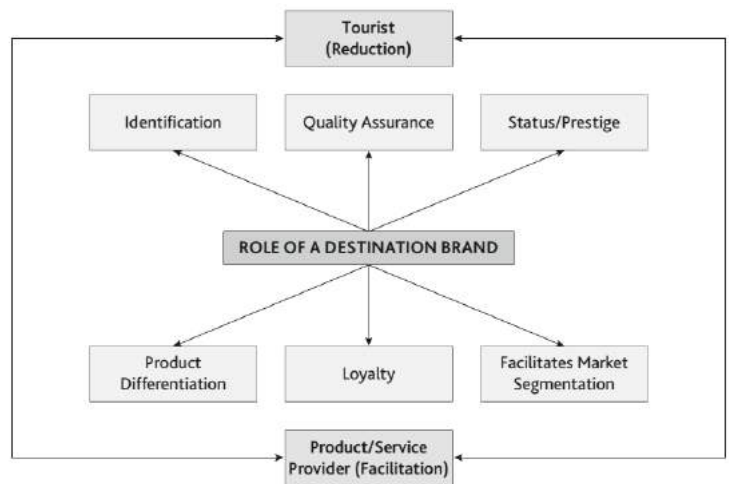 Tourist
(Reduction)
Identification
Quality Assurance
Status/Prestige
ROLE OF A DESTINATION BRAND
Product
Differentiation
Loyalty
Facilitates Market
Segmentation
Product/Service
Provider (Facilitation)